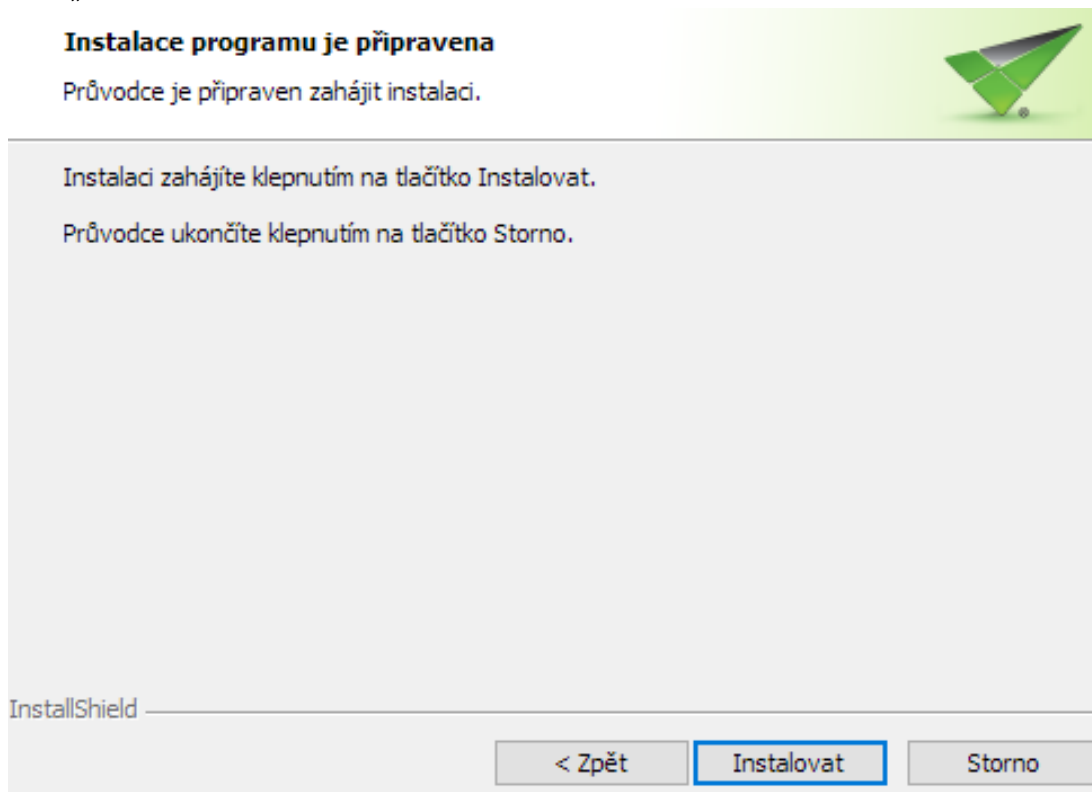 Instalace programu je připravena
Průvodce je připraven zahájit instalaci.
Instalaci zahájíte klepnutím na tlačítko Instalovat.
Průvodce ukončíte klepnutím na tlačítko Storno.
InstallShield
< Zpět
Instalovat
Storno